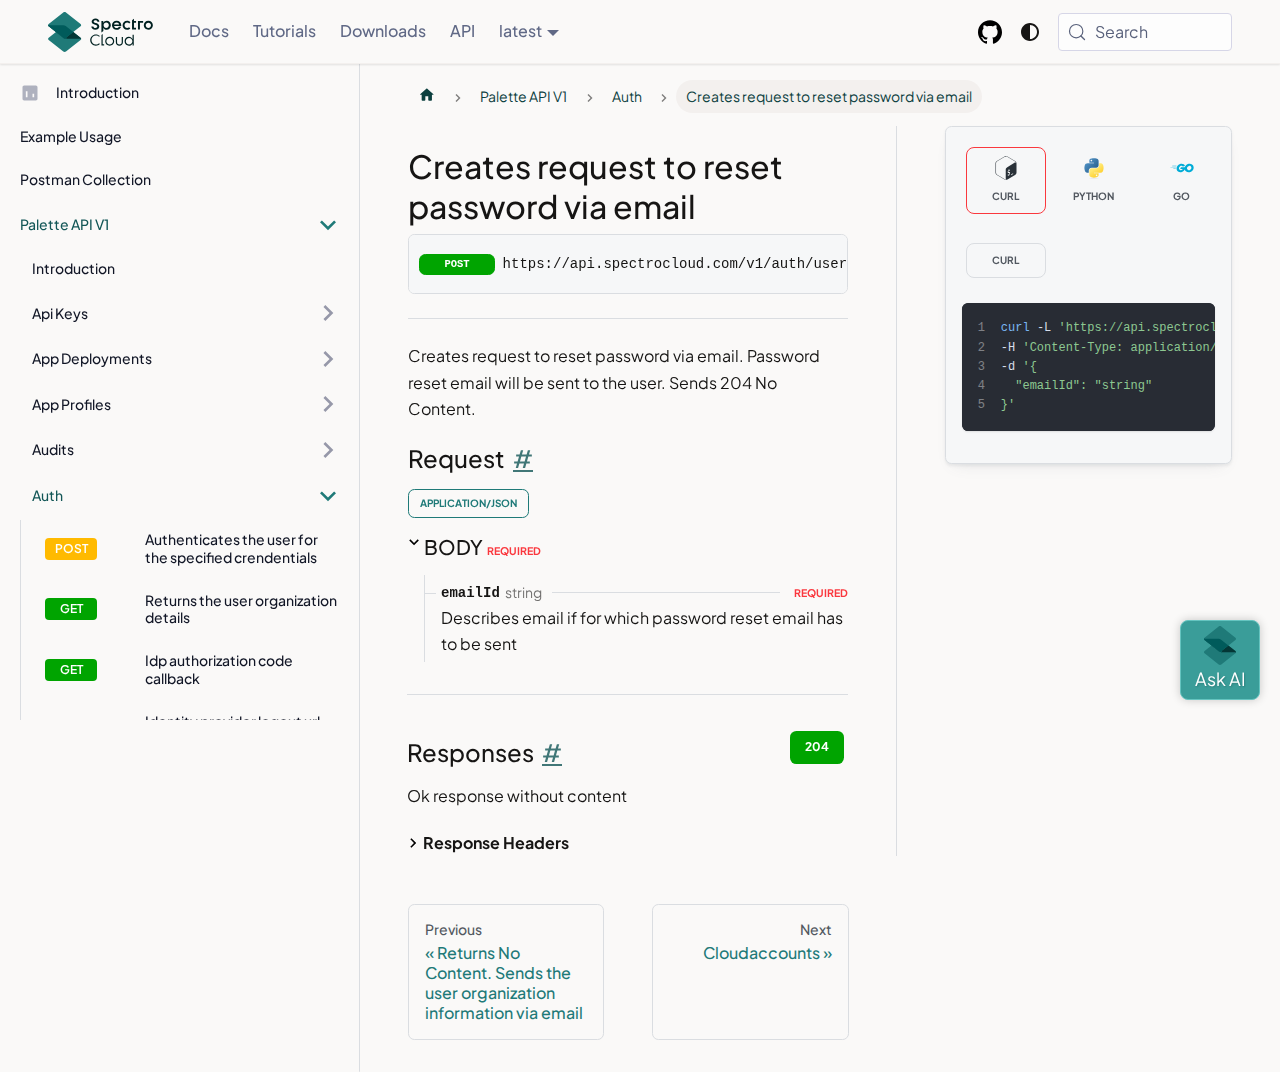 Spectro
Cloud
Docs
Tutorials
Downloads
API
latest
Search
Introduction
Example Usage
Postman Collection
Palette API V1
Introduction
Api Keys
App Deployments
App Profiles
Audits
Auth
POST
Authenticates the user for
the specified crendentials
GET
Returns the user organization
details
GET
Idp authorization code
callback
Identity provider logout url
Palette API V1
Auth
Creates request to reset password via email
Creates request to reset
password via email
POST
https://api.spectrocloud.com/v1/auth/user
Creates request to reset password via email. Password
reset email will be sent to the user. Sends 204 No
Content.
Request #
APPLICATION/JSON
BODY REQUIRED
emailId string REQUIRED
Describes email if for which password reset email has
to be sent
Responses #
204
Ok response without content
Response Headers
Previous
« Returns No
Content. Sends the
user organization
information via email
Next
Cloudaccounts »
CURL
PYTHON
GO
GO
CURL
1 curl -L 'https://api.spectrocl
2 -H 'Content-Type: application/
3 -d '{
4 "emailId": "string"
5 }'
Ask AI